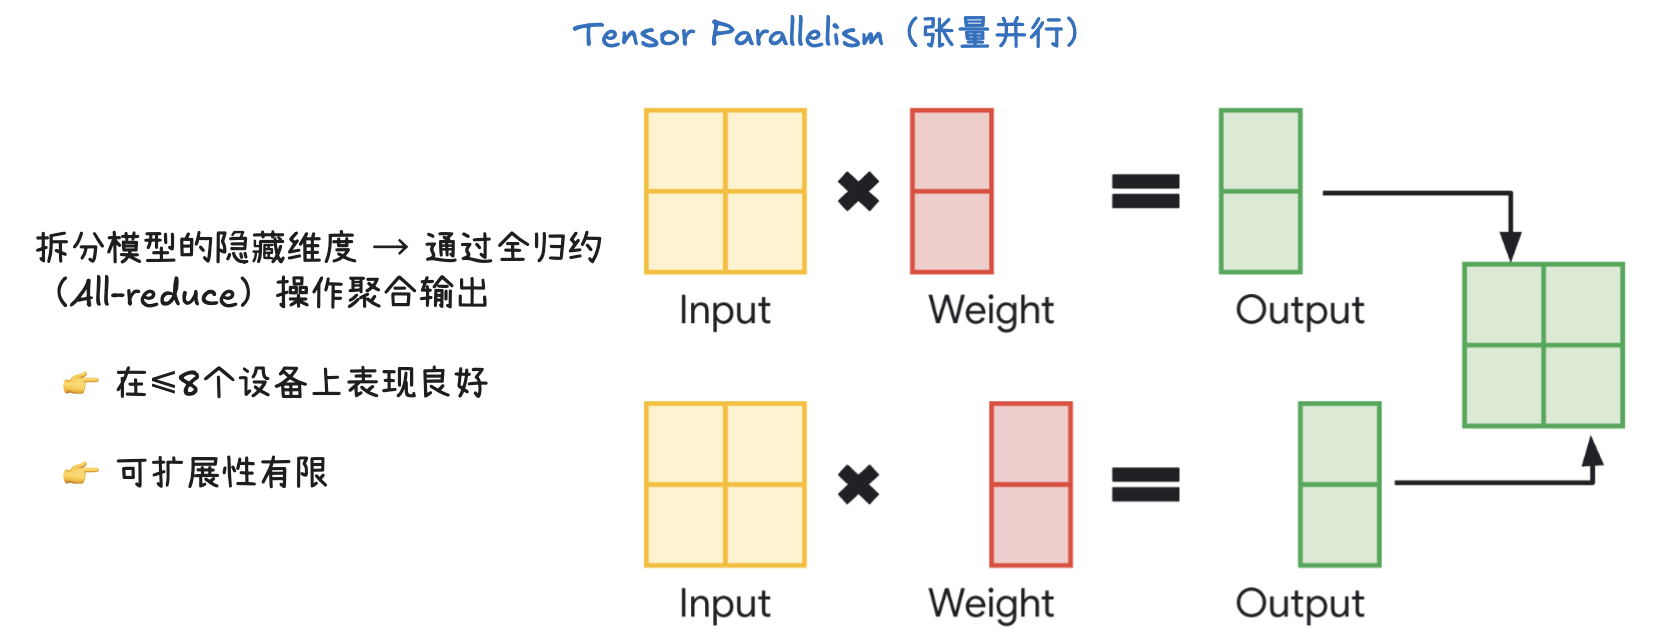 Tensor Parallelism（张量并行）
拆分模型的隐藏维度 → 通过全归约
（All-reduce）操作聚合输出
👉 在≤8个设备上表现良好
👉 可扩展性有限
Input
Weight
Output
Input
Weight
Output